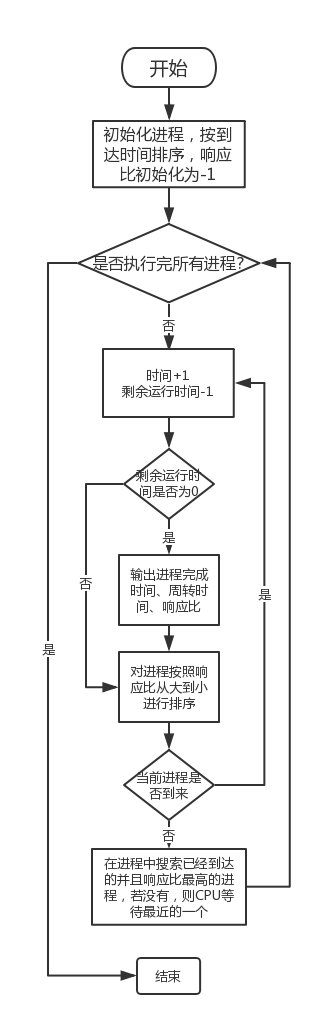 开始
初始化进程，按到
达时间排序，响应
比初始化为-1
是否执行完所有进程?
否
时间+1
剩余运行时间-1
剩余运行时
间是否为0
是
否
是
输出进程完成
时间、周转时
间、响应比
是
对进程按照响
应比从大到小
进行排序
当前进程是
否到来
否
在进程中搜索已经到达
的并且响应比最高的进
程，若没有，则CPU等
待最近的一个
结束